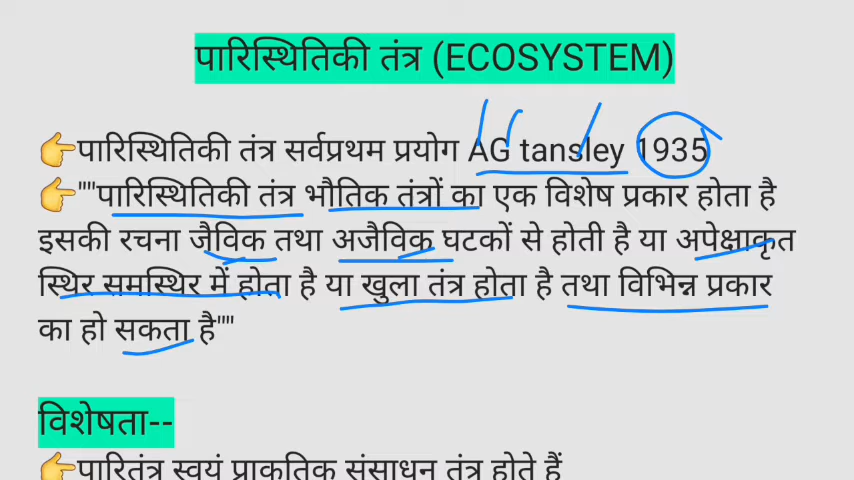 पारिस्थितिकी तंत्र (ECOSYSTEM)
👉पारिस्थितिकी तंत्र सर्वप्रथम प्रयोग AG tansley 1935
👉""पारिस्थितिकी तंत्र भौतिक तंत्रों का एक विशेष प्रकार होता है
इसकी रचना जैविक तथा अजैविक घटकों से होती है या अपेक्षाकृत
स्थिर समस्थिर में होता है या खुला तंत्र होता है तथा विभिन्न प्रकार
का हो सकता है""
विशेषता--
👉पारितंत्र स्वयं प्राकृतिक संसाधन तंत्र होते हैं